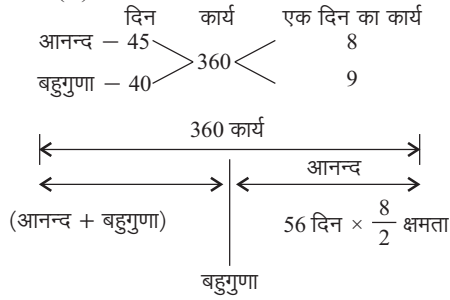 दिन कार्य एक दिन का कार्य
आनन्द – 45 8
360
बहुगुणा – 40 9
360 कार्य
आनन्द
(आनन्द + बहुगुणा) 56 दिन × 8/2 क्षमता
बहुगुणा